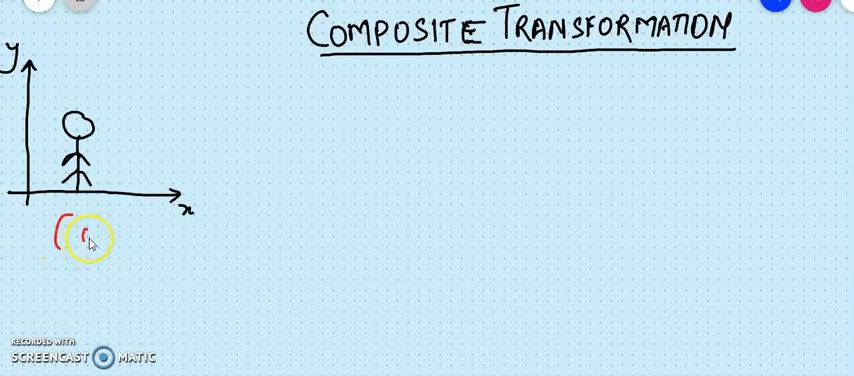 COMPOSITE TRANSFORMATION
y
x
(
RECORDED WITH
SCREENCAST MATIC